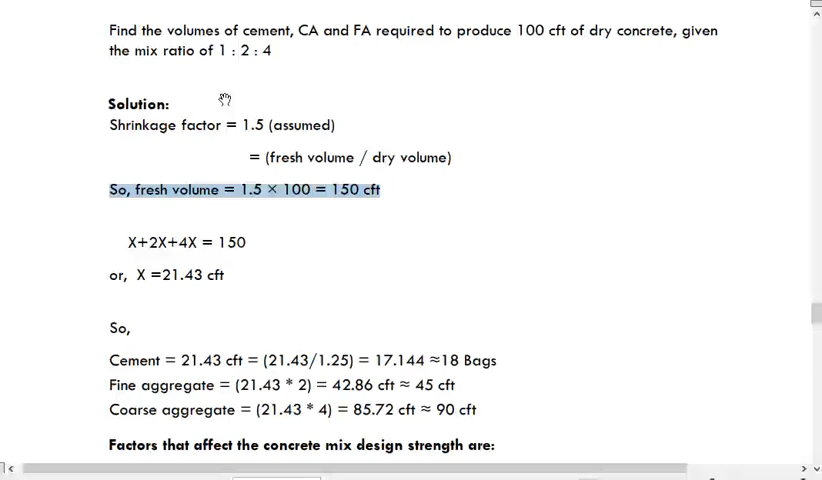 Find the volumes of cement, CA and FA required to produce 100 cft of dry concrete, given
the mix ratio of 1 : 2 : 4
Solution:
Shrinkage factor = 1.5 (assumed)
= (fresh volume / dry volume)
So, fresh volume = 1.5 × 100 = 150 cft
X+2X+4X = 150
or, X =21.43 cft
So,
Cement = 21.43 cft = (21.43/1.25) = 17.144 ≈18 Bags
Fine aggregate = (21.43 * 2) = 42.86 cft ≈ 45 cft
Coarse aggregate = (21.43 * 4) = 85.72 cft ≈ 90 cft
Factors that affect the concrete mix design strength are: